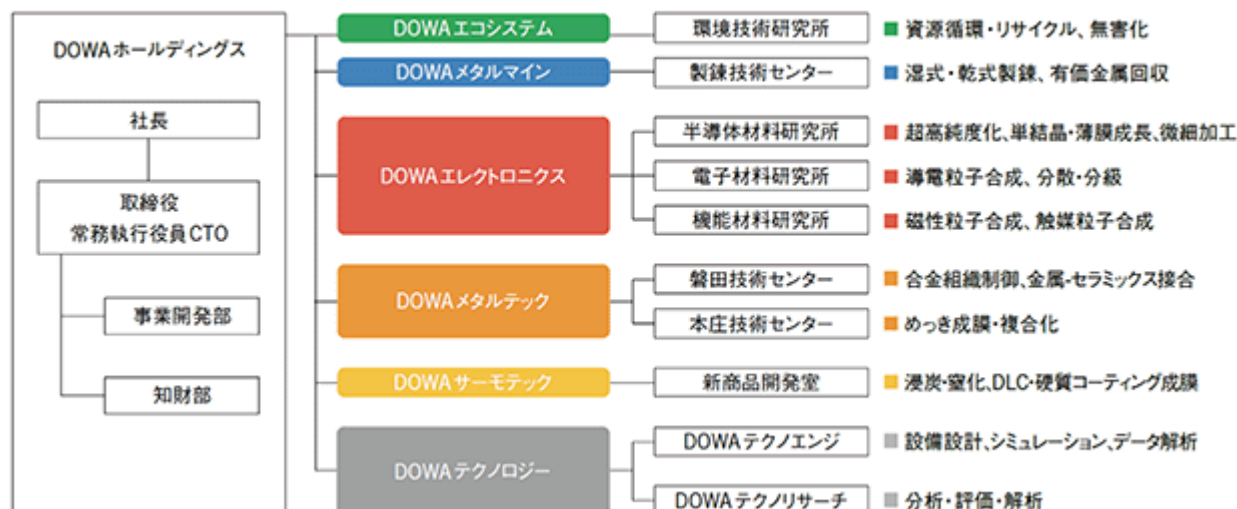 DOWAホールディングス
社長
取締役
常務執行役員CTO
事業開発部
知財部
DOWAエコシステム
環境技術研究所
■ 資源循環・リサイクル、無害化
DOWAメタルマイン
製錬技術センター
■ 湿式・乾式製錬、有価金属回収
DOWAエレクトロニクス
半導体材料研究所
■ 超高純度化、単結晶・薄膜成長、微細加工
電子材料研究所
■ 導電粒子合成、分散・分級
機能材料研究所
■ 磁性粒子合成、触媒粒子合成
DOWAメタルテック
磐田技術センター
■ 合金組織制御、金属-セラミックス接合
本庄技術センター
■ めっき成膜・複合化
DOWAサーモテック
新商品開発室
■ 浸炭・窒化、DLC・硬質コーティング成膜
DOWAテクノロジー
DOWAテクノエンジ
■ 設備設計、シミュレーション、データ解析
DOWAテクノリサーチ
■ 分析・評価・解析